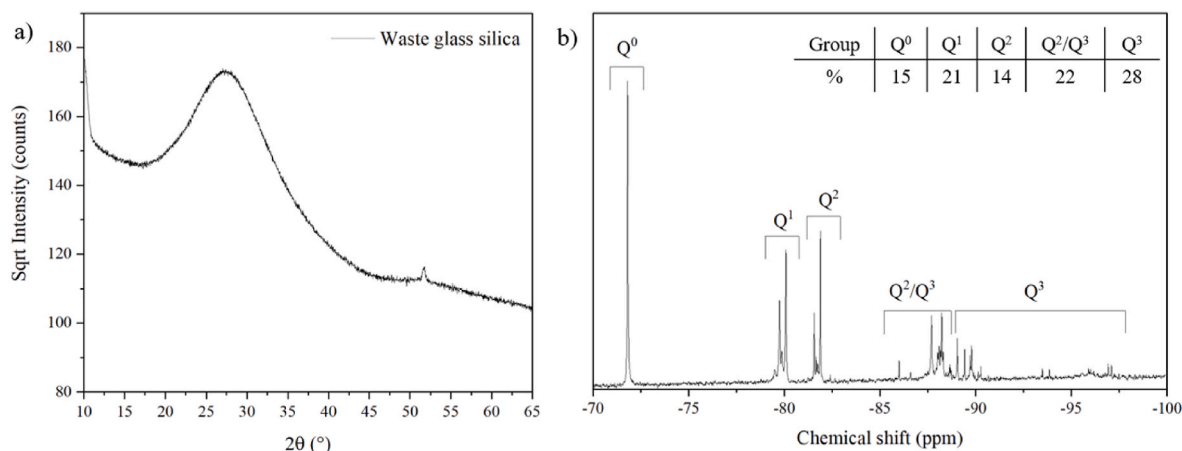 a)
Waste glass silica
180
160
140
120
100
80
Sqrt Intensity (counts)
10 15 20 25 30 35 40 45 50 55 60 65
2θ (°)
b)
Group Q⁰ Q¹ Q² Q²/Q³ Q³
% 15 21 14 22 28
Q⁰
Q¹
Q²
Q²/Q³
Q³
-70 -75 -80 -85 -90 -95 -100
Chemical shift (ppm)